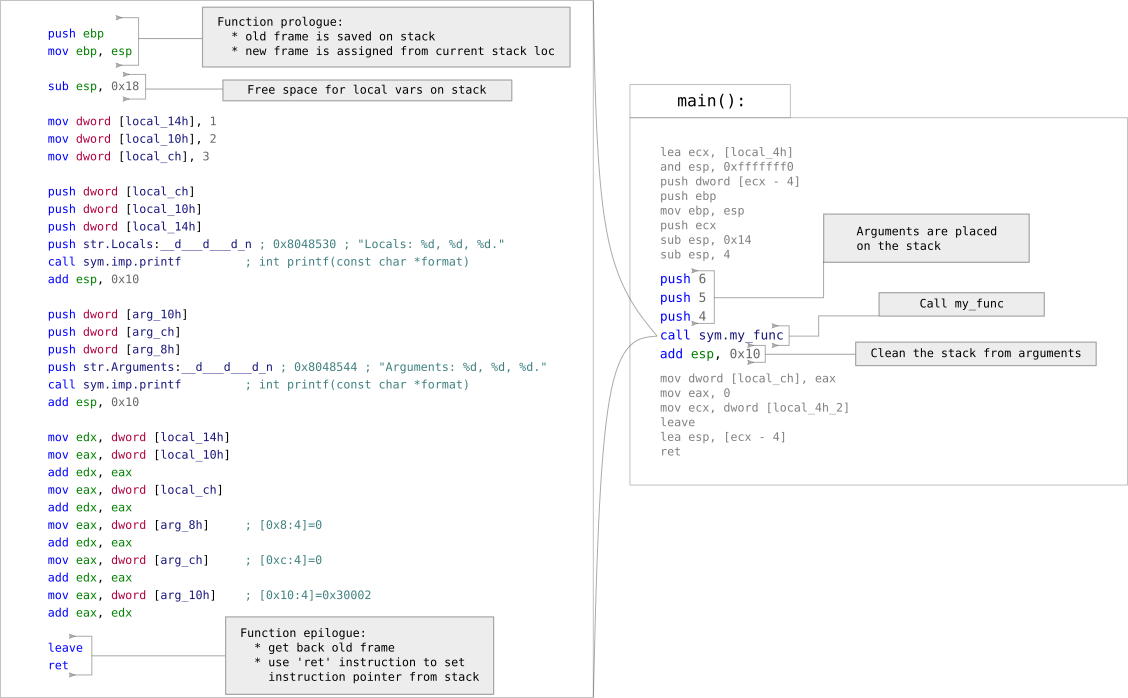 push ebp
mov ebp, esp
Function prologue:
* old frame is saved on stack
* new frame is assigned from current stack loc
sub esp, 0x18
Free space for local vars on stack
mov dword [local_14h], 1
mov dword [local_10h], 2
mov dword [local_ch], 3
push dword [local_ch]
push dword [local_10h]
push dword [local_14h]
push str.Locals:__d___d___d_n ; 0x8048530 ; "Locals: %d, %d, %d."
call sym.imp.printf ; int printf(const char *format)
add esp, 0x10
push dword [arg_10h]
push dword [arg_ch]
push dword [arg_8h]
push str.Arguments:__d___d___d_n ; 0x8048544 ; "Arguments: %d, %d, %d."
call sym.imp.printf ; int printf(const char *format)
add esp, 0x10
mov edx, dword [local_14h]
mov eax, dword [local_10h]
add edx, eax
mov eax, dword [local_ch]
add edx, eax
mov eax, dword [arg_8h] ; [0x8:4]=0
add edx, eax
mov eax, dword [arg_ch] ; [0xc:4]=0
add edx, eax
mov eax, dword [arg_10h] ; [0x10:4]=0x30002
add eax, edx
leave
ret
Function epilogue:
* get back old frame
* use 'ret' instruction to set
instruction pointer from stack
main():
lea ecx, [local_4h]
and esp, 0xfffffff0
push dword [ecx - 4]
push ebp
mov ebp, esp
push ecx
sub esp, 0x14
sub esp, 4
push 6
push 5
push 4
Arguments are placed
on the stack
call sym.my_func
Call my_func
add esp, 0x10
Clean the stack from arguments
mov dword [local_ch], eax
mov eax, 0
mov ecx, dword [local_4h_2]
leave
lea esp, [ecx - 4]
ret